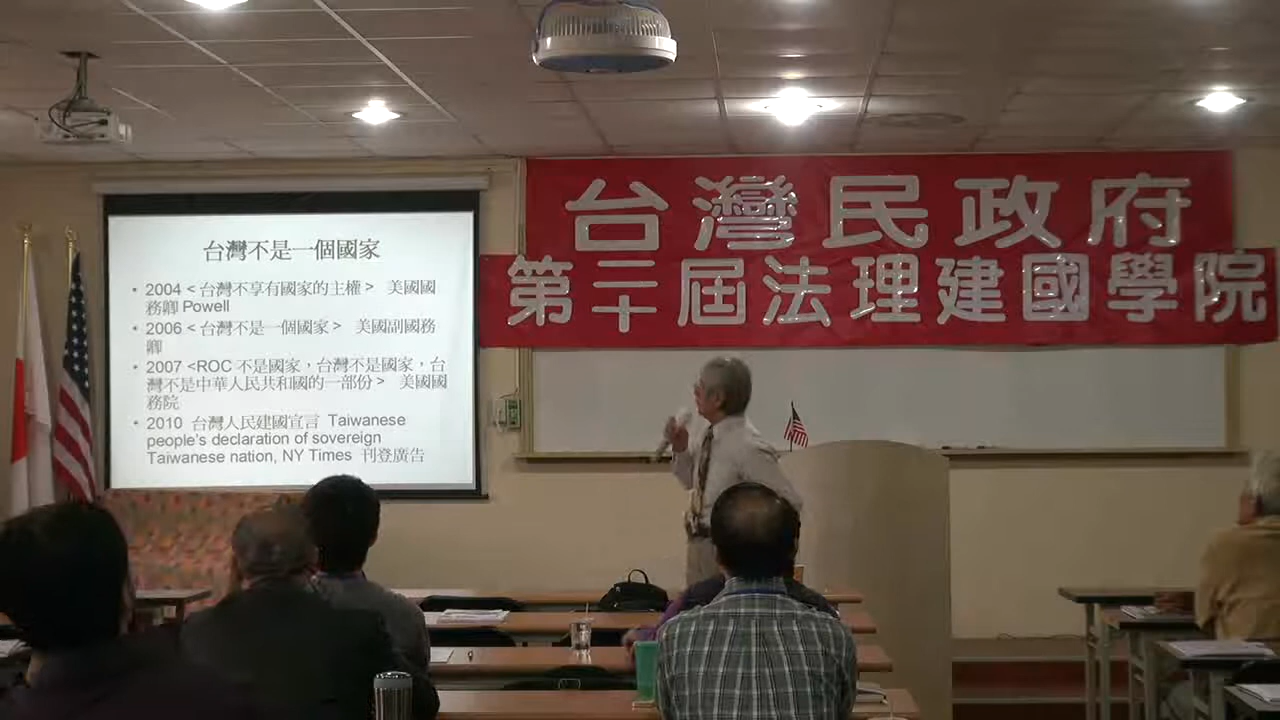 台灣民政府
第二十屆法理建國學院
台灣不是一個國家
• 2004 < 台灣不享有國家的主權 > 美國國
務卿 Powell
• 2006 < 台灣不是一個國家 > 美國副國務
卿
• 2007 <ROC 不是國家，台灣不是國家，台
灣不是中華人民共和國的一部份 > 美國國
務院
• 2010 台灣人民建國宣言 Taiwanese
people's declaration of sovereign
Taiwanese nation, NY Times 刊登廣告